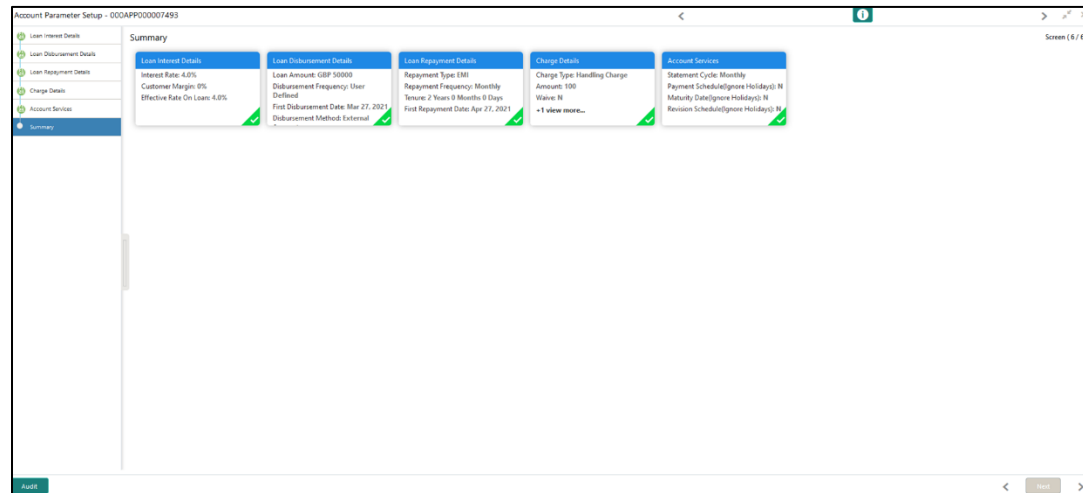 Account Parameter Setup - 000APP000007493
Loan Interest Details
Loan Disbursement Details
Loan Repayment Details
Charge Details
Account Services
Summary
Summary
Screen ( 6 / 6
Loan Interest Details
Interest Rate: 4.0%
Customer Margin: 0%
Effective Rate On Loan: 4.0%
Loan Disbursement Details
Loan Amount: GBP 50000
Disbursement Frequency: User
Defined
First Disbursement Date: Mar 27, 2021
Disbursement Method: External
Loan Repayment Details
Repayment Type: EMI
Repayment Frequency: Monthly
Tenure: 2 Years 0 Months 0 Days
First Repayment Date: Apr 27, 2021
Charge Details
Charge Type: Handling Charge
Amount: 100
Waive: N
+1 view more...
Account Services
Statement Cycle: Monthly
Payment Schedule(Ignore Holidays): N
Maturity Date(Ignore Holidays): N
Revision Schedule(Ignore Holidays): N
Audit
Next